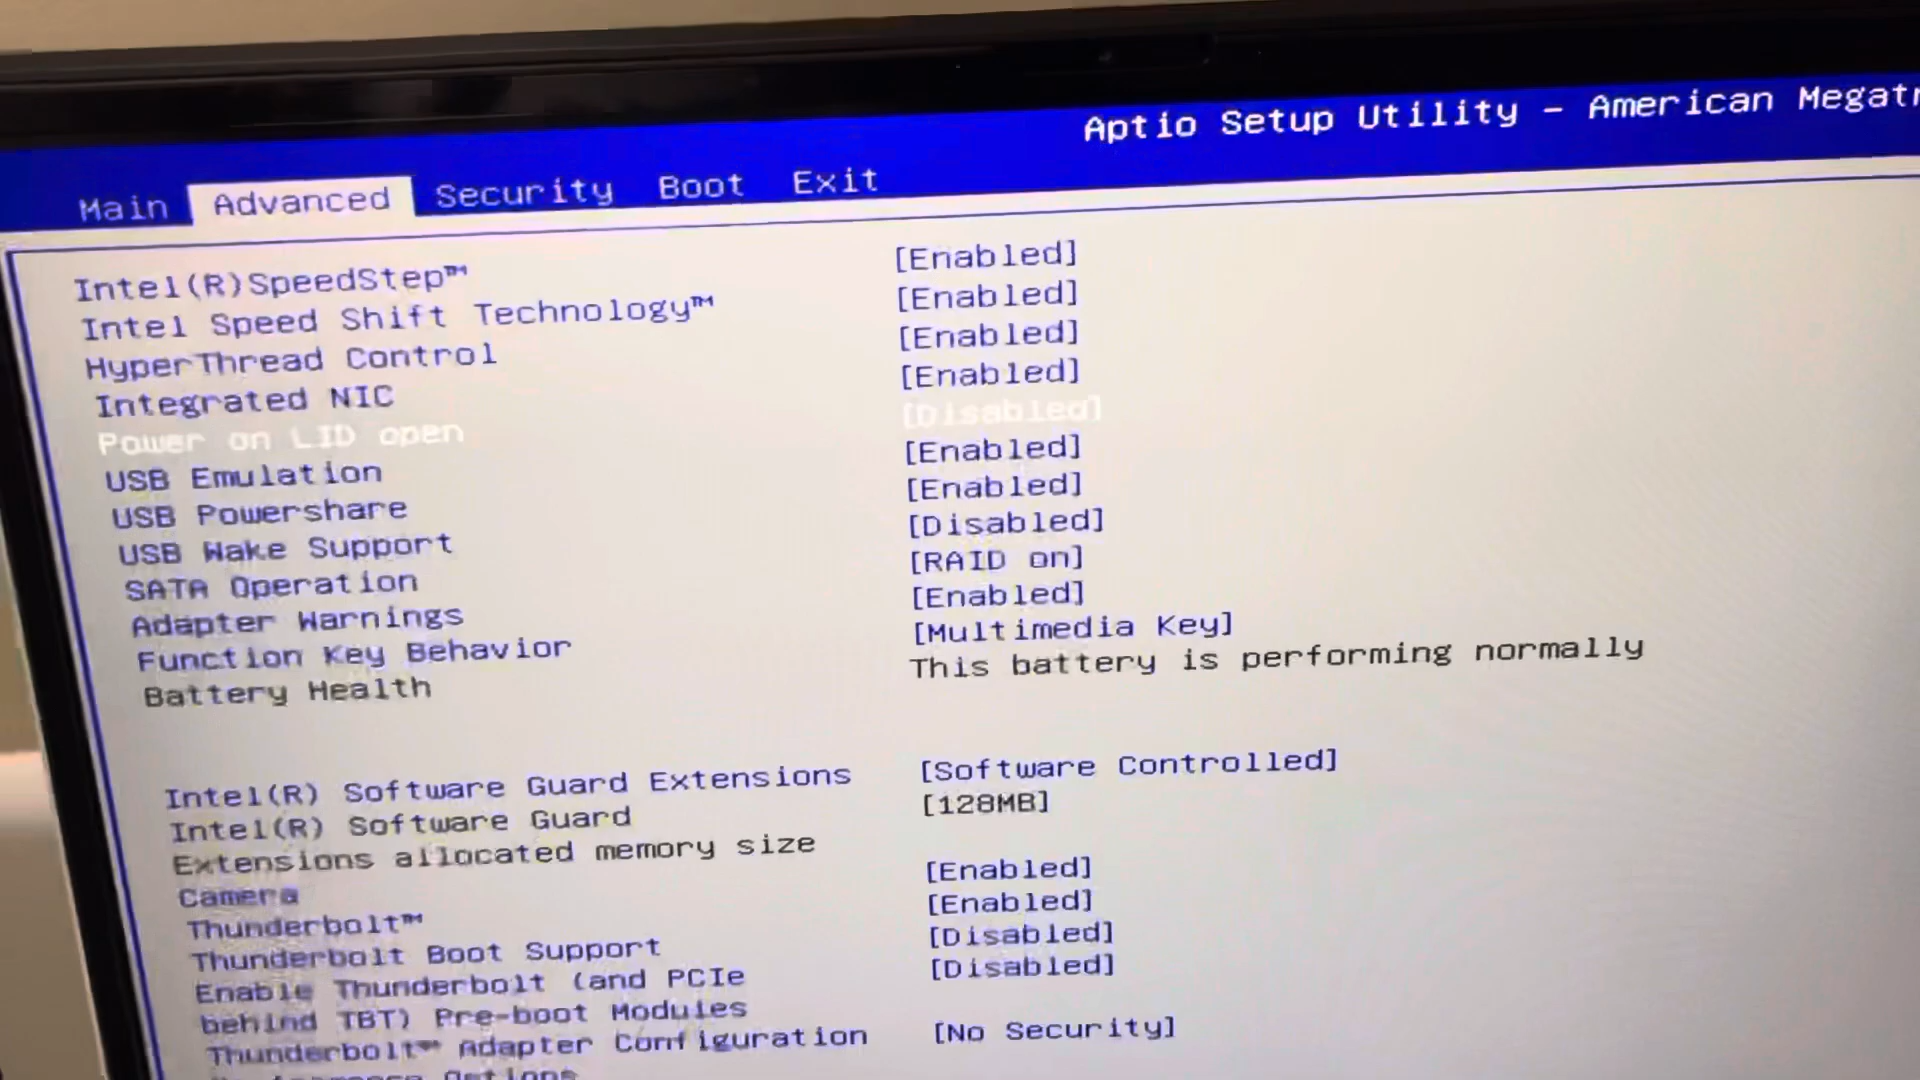 Aptio Setup Utility – American Megatr
Main Advanced Security Boot Exit
Intel(R)SpeedStep™ [Enabled]
Intel Speed Shift Technology™ [Enabled]
HyperThread Control [Enabled]
Integrated NIC [Enabled]
Power on LID open [Disabled]
USB Emulation [Enabled]
USB Powershare [Enabled]
USB Wake Support [Disabled]
SATA Operation [RAID on]
Adapter Warnings [Enabled]
Function Key Behavior [Multimedia Key]
Battery Health This battery is performing normally
Intel(R) Software Guard Extensions [Software Controlled]
Intel(R) Software Guard [128MB]
Extensions allocated memory size
Camera [Enabled]
Thunderbolt™ [Enabled]
Thunderbolt Boot Support [Disabled]
Enable Thunderbolt (and PCIe [Disabled]
behind TBT) Pre-boot Modules
Thunderbolt™ Adapter Configuration [No Security]
Options